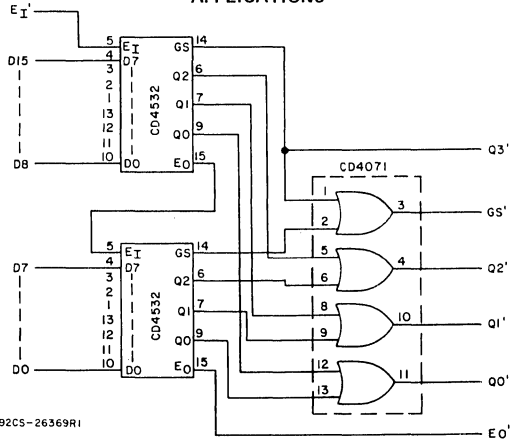 APPLICATIONS
EI'
D15
D8
5 EI
4 D7
3
2
1
13
12
11
10 D0
CD4532
GS 14
Q2 6
Q1 7
Q0 9
EO 15
D7
D0
5 EI
4 D7
3
2
1
13
12
11
10 D0
CD4532
GS 14
Q2 6
Q1 7
Q0 9
EO 15
CD4071
1
2
3
5
6
4
8
9
10
12
13
11
Q3'
GS'
Q2'
Q1'
Q0'
EO'
92CS-26369R1